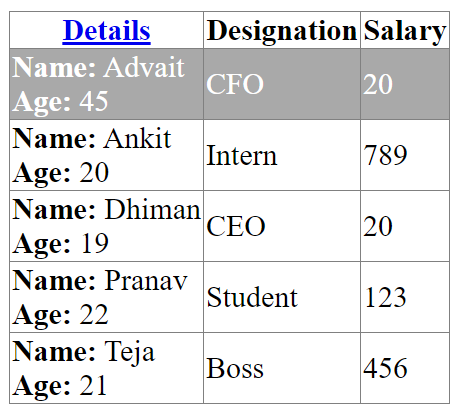 Details Designation Salary
Name: Advait
Age: 45
CFO 20
Name: Ankit
Age: 20
Intern 789
Name: Dhiman
Age: 19
CEO 20
Name: Pranav
Age: 22
Student 123
Name: Teja
Age: 21
Boss 456